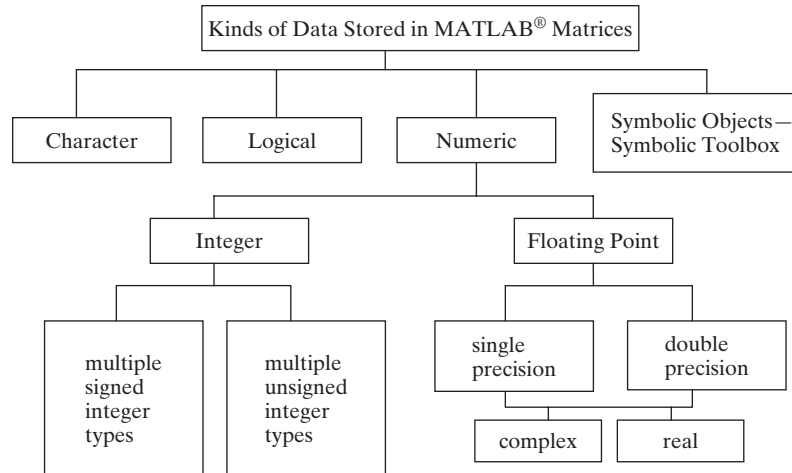 Kinds of Data Stored in MATLAB® Matrices
Character
Logical
Numeric
Symbolic Objects—
Symbolic Toolbox
Integer
Floating Point
multiple
signed
integer
types
multiple
unsigned
integer
types
single
precision
double
precision
complex
real